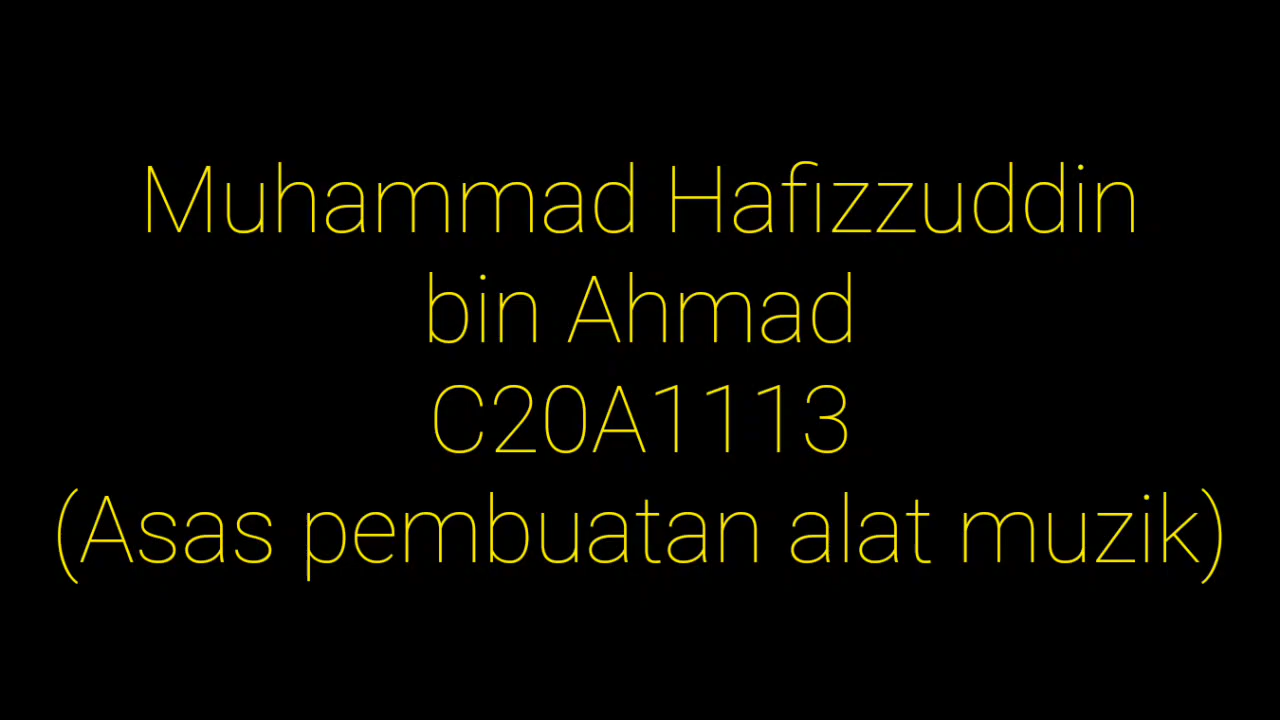 Muhammad Hafizzuddin
bin Ahmad
C20A1113
(Asas pembuatan alat muzik)